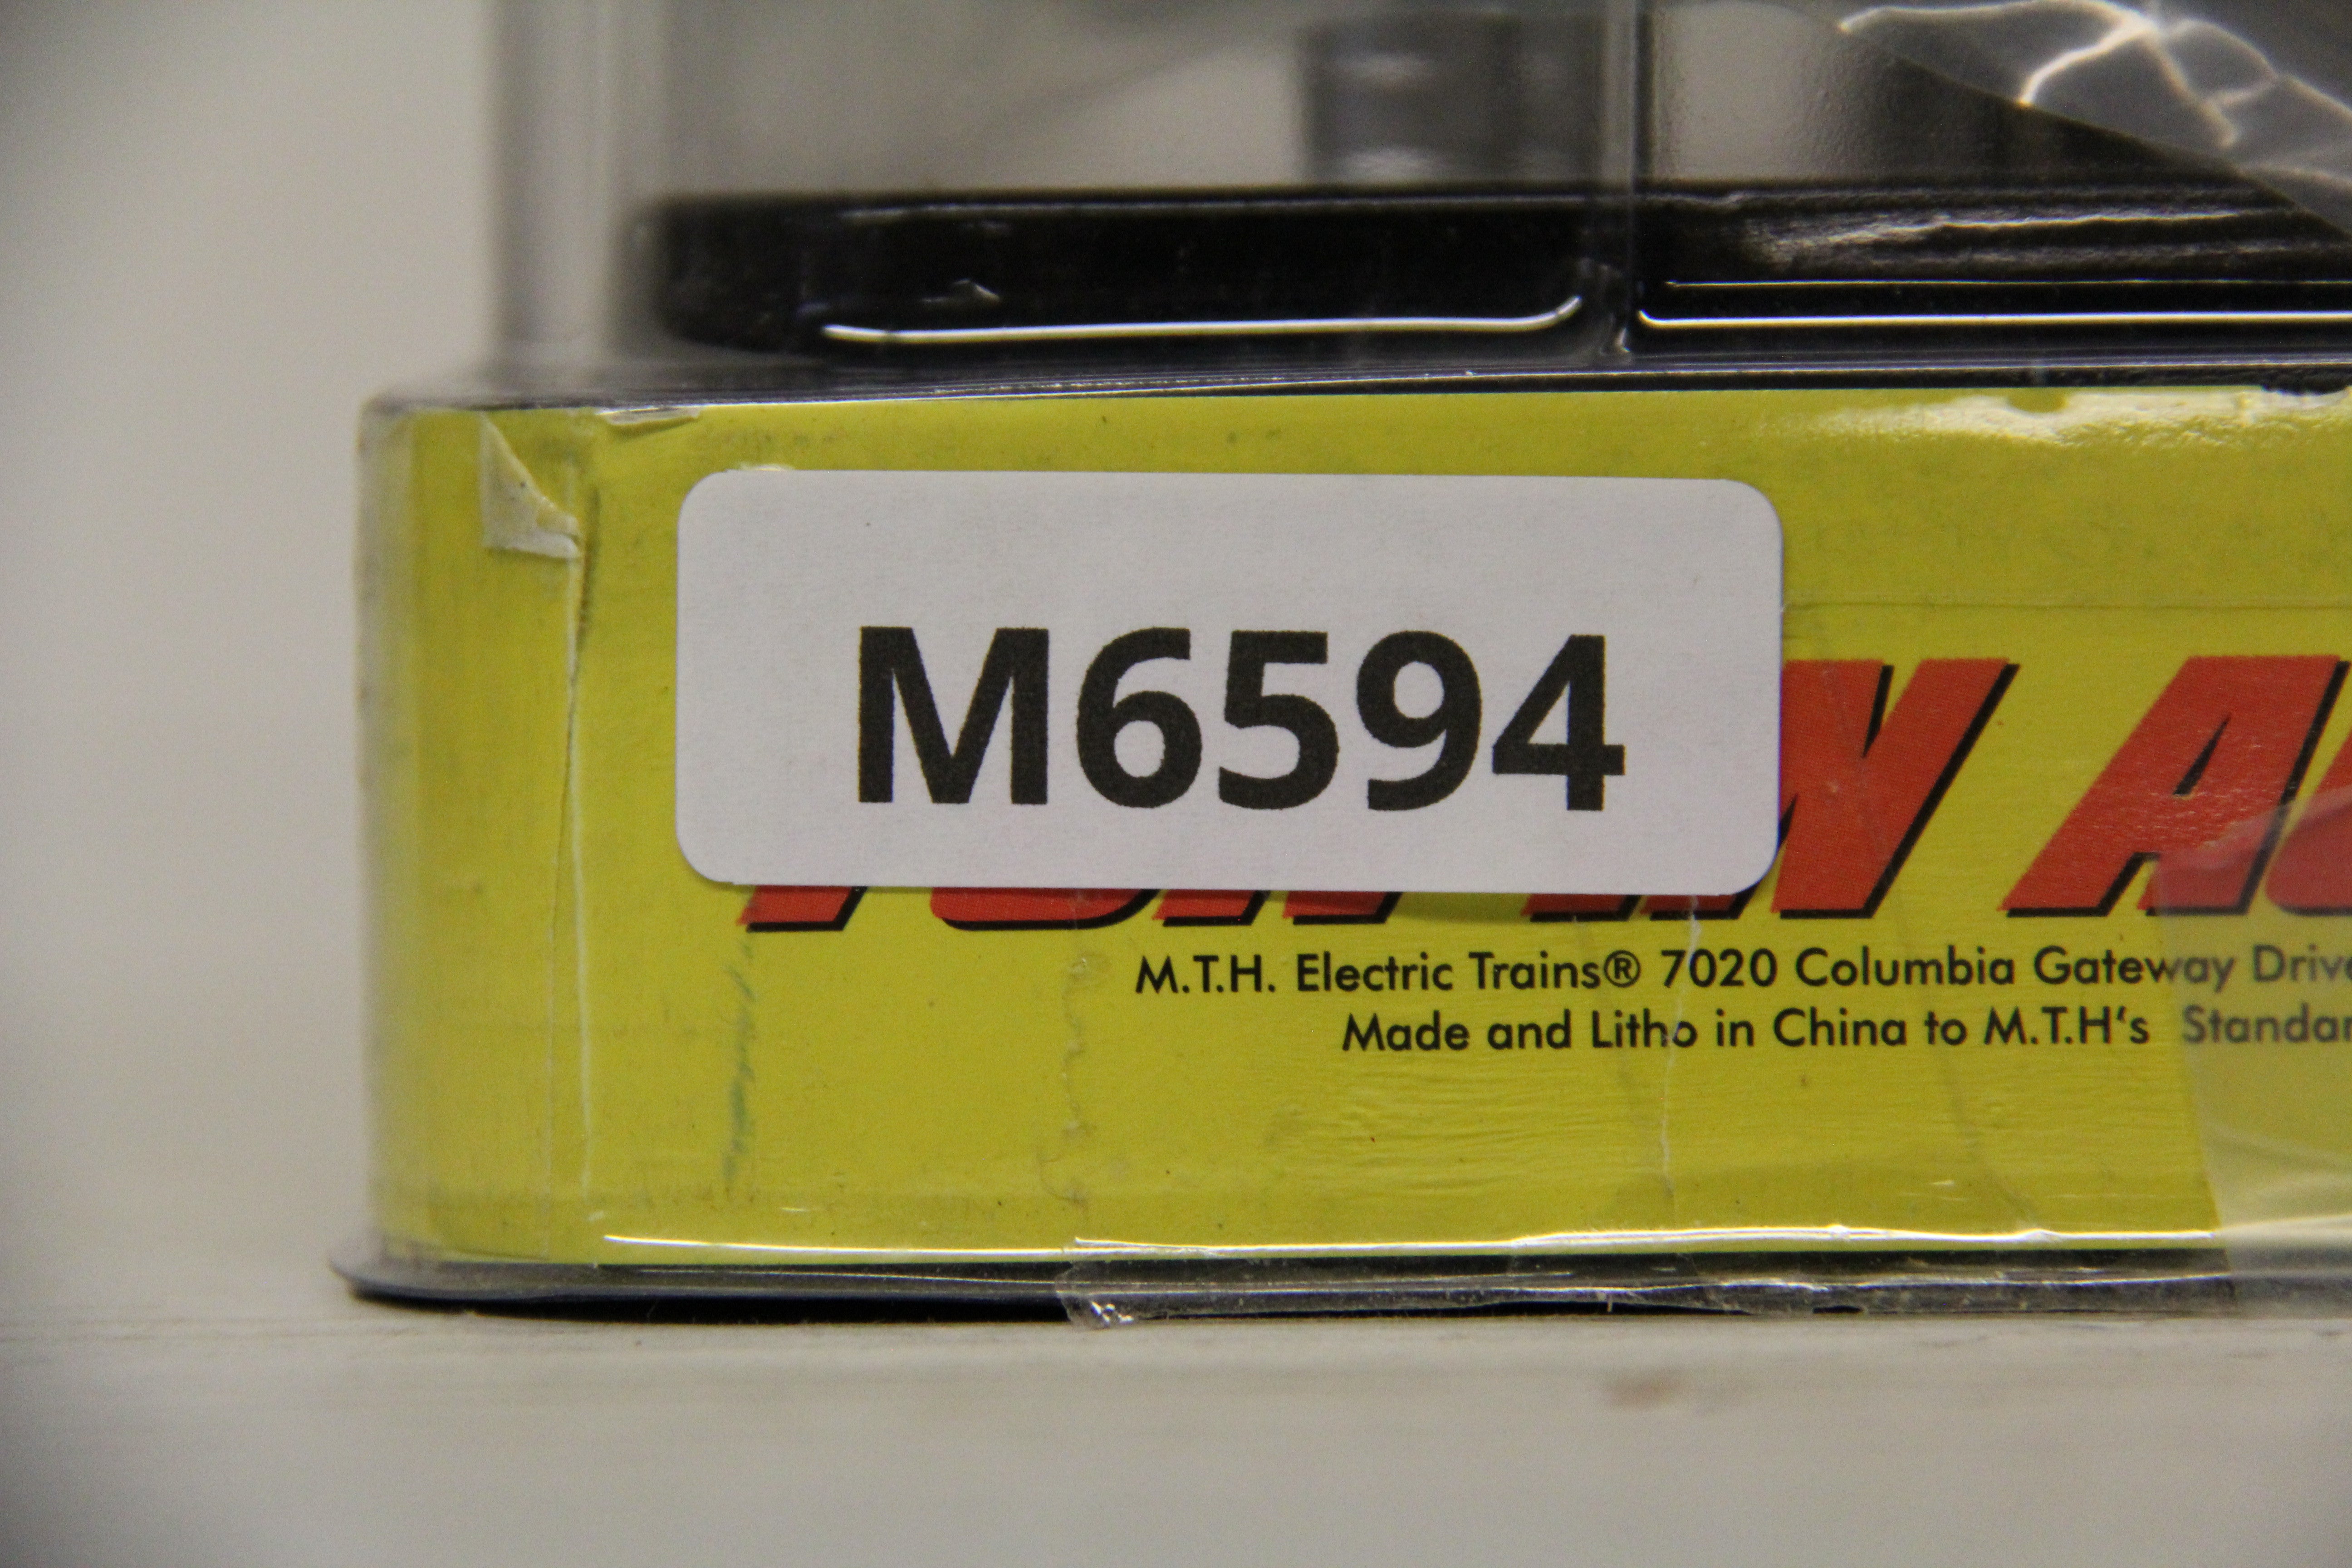 M6594
M.T.H. Electric Trains® 7020 Columbia Gateway Drive
Made and Litho in China to M.T.H's